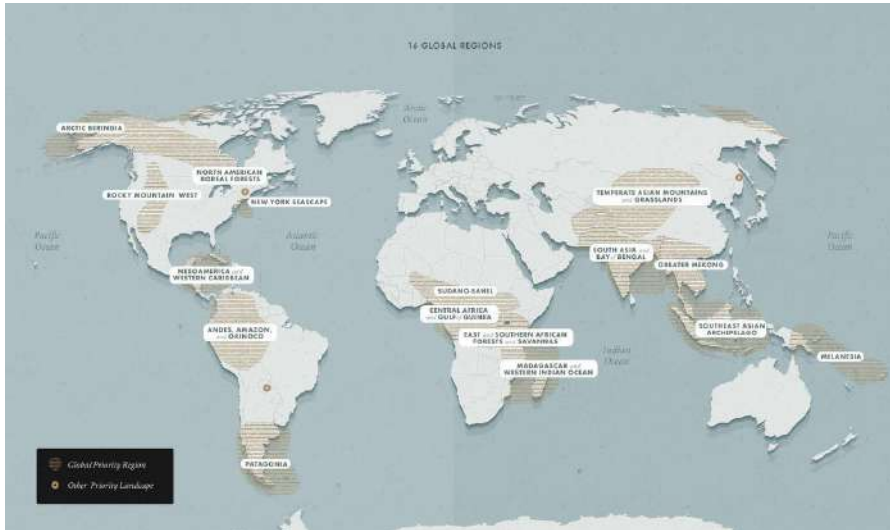 16 GLOBAL REGIONS
Arctic
Ocean
ARCTIC BERINGIA
NORTH AMERICAN
BOREAL FORESTS
ROCKY MOUNTAIN WEST
NEW YORK SEASCAPE
TEMPERATE ASIAN MOUNTAINS
and GRASSLANDS
Pacific
Ocean
Atlantic
Ocean
Pacific
Ocean
SOUTH ASIA and
BAY of BENGAL
GREATER MEKONG
MESOAMERICA and
WESTERN CARIBBEAN
SUDANO-SAHEL
CENTRAL AFRICA
and GULF of GUINEA
ANDES, AMAZON,
and ORINOCO
EAST and SOUTHERN AFRICAN
FORESTS and SAVANNAS
SOUTHEAST ASIAN
ARCHIPELAGO
Indian
Ocean
MELANESIA
MADAGASCAR and
WESTERN INDIAN OCEAN
PATAGONIA
Global Priority Region
Other Priority Landscape